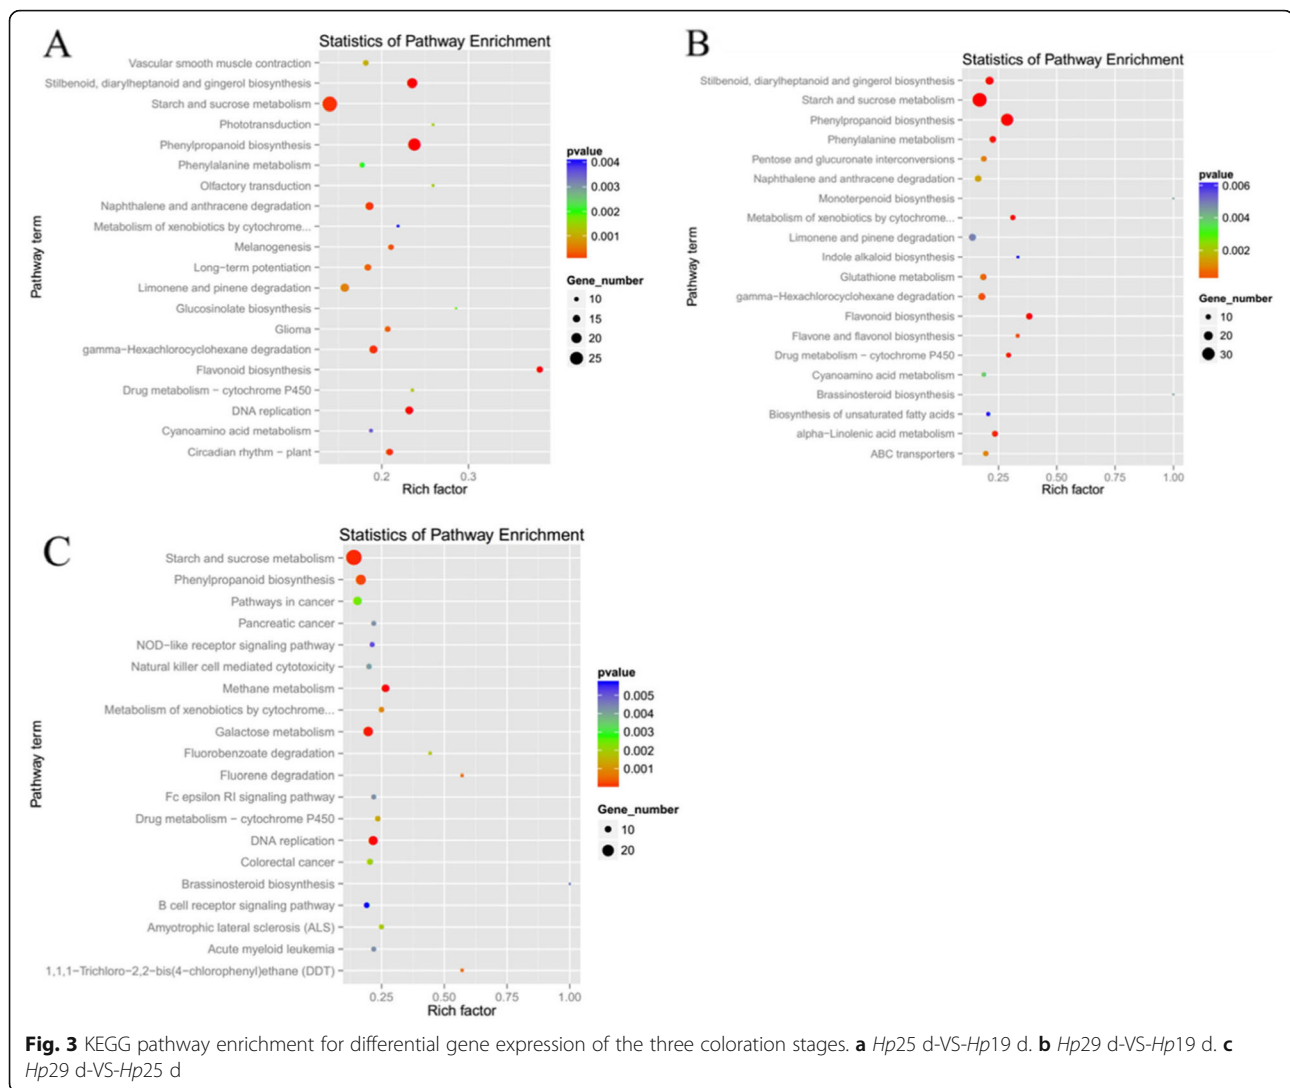 A
Statistics of Pathway Enrichment
Pathway term
Vascular smooth muscle contraction
Stilbenoid, diarylheptanoid and gingerol biosynthesis
Starch and sucrose metabolism
Phototransduction
Phenylpropanoid biosynthesis
Phenylalanine metabolism
Olfactory transduction
Naphthalene and anthracene degradation
Metabolism of xenobiotics by cytochrome...
Melanogenesis
Long−term potentiation
Limonene and pinene degradation
Glucosinolate biosynthesis
Glioma
gamma−Hexachlorocyclohexane degradation
Flavonoid biosynthesis
Drug metabolism − cytochrome P450
DNA replication
Cyanoamino acid metabolism
Circadian rhythm − plant
0.2 0.3
Rich factor
pvalue
0.004
0.003
0.002
0.001
Gene_number
10
15
20
25
B
Statistics of Pathway Enrichment
Pathway term
Stilbenoid, diarylheptanoid and gingerol biosynthesis
Starch and sucrose metabolism
Phenylpropanoid biosynthesis
Phenylalanine metabolism
Pentose and glucuronate interconversions
Naphthalene and anthracene degradation
Monoterpenoid biosynthesis
Metabolism of xenobiotics by cytochrome...
Limonene and pinene degradation
Indole alkaloid biosynthesis
Glutathione metabolism
gamma−Hexachlorocyclohexane degradation
Flavonoid biosynthesis
Flavone and flavonol biosynthesis
Drug metabolism − cytochrome P450
Cyanoamino acid metabolism
Brassinosteroid biosynthesis
Biosynthesis of unsaturated fatty acids
alpha−Linolenic acid metabolism
ABC transporters
0.25 0.50 0.75 1.00
Rich factor
pvalue
0.006
0.004
0.002
Gene_number
10
20
30
C
Statistics of Pathway Enrichment
Pathway term
Starch and sucrose metabolism
Phenylpropanoid biosynthesis
Pathways in cancer
Pancreatic cancer
NOD−like receptor signaling pathway
Natural killer cell mediated cytotoxicity
Methane metabolism
Metabolism of xenobiotics by cytochrome...
Galactose metabolism
Fluorobenzoate degradation
Fluorene degradation
Fc epsilon RI signaling pathway
Drug metabolism − cytochrome P450
DNA replication
Colorectal cancer
Brassinosteroid biosynthesis
B cell receptor signaling pathway
Amyotrophic lateral sclerosis (ALS)
Acute myeloid leukemia
1,1,1−Trichloro−2,2−bis(4−chlorophenyl)ethane (DDT)
0.25 0.50 0.75 1.00
Rich factor
pvalue
0.005
0.004
0.003
0.002
0.001
Gene_number
10
20
Fig. 3 KEGG pathway enrichment for differential gene expression of the three coloration stages. a Hp25 d-VS-Hp19 d. b Hp29 d-VS-Hp19 d. c
Hp29 d-VS-Hp25 d